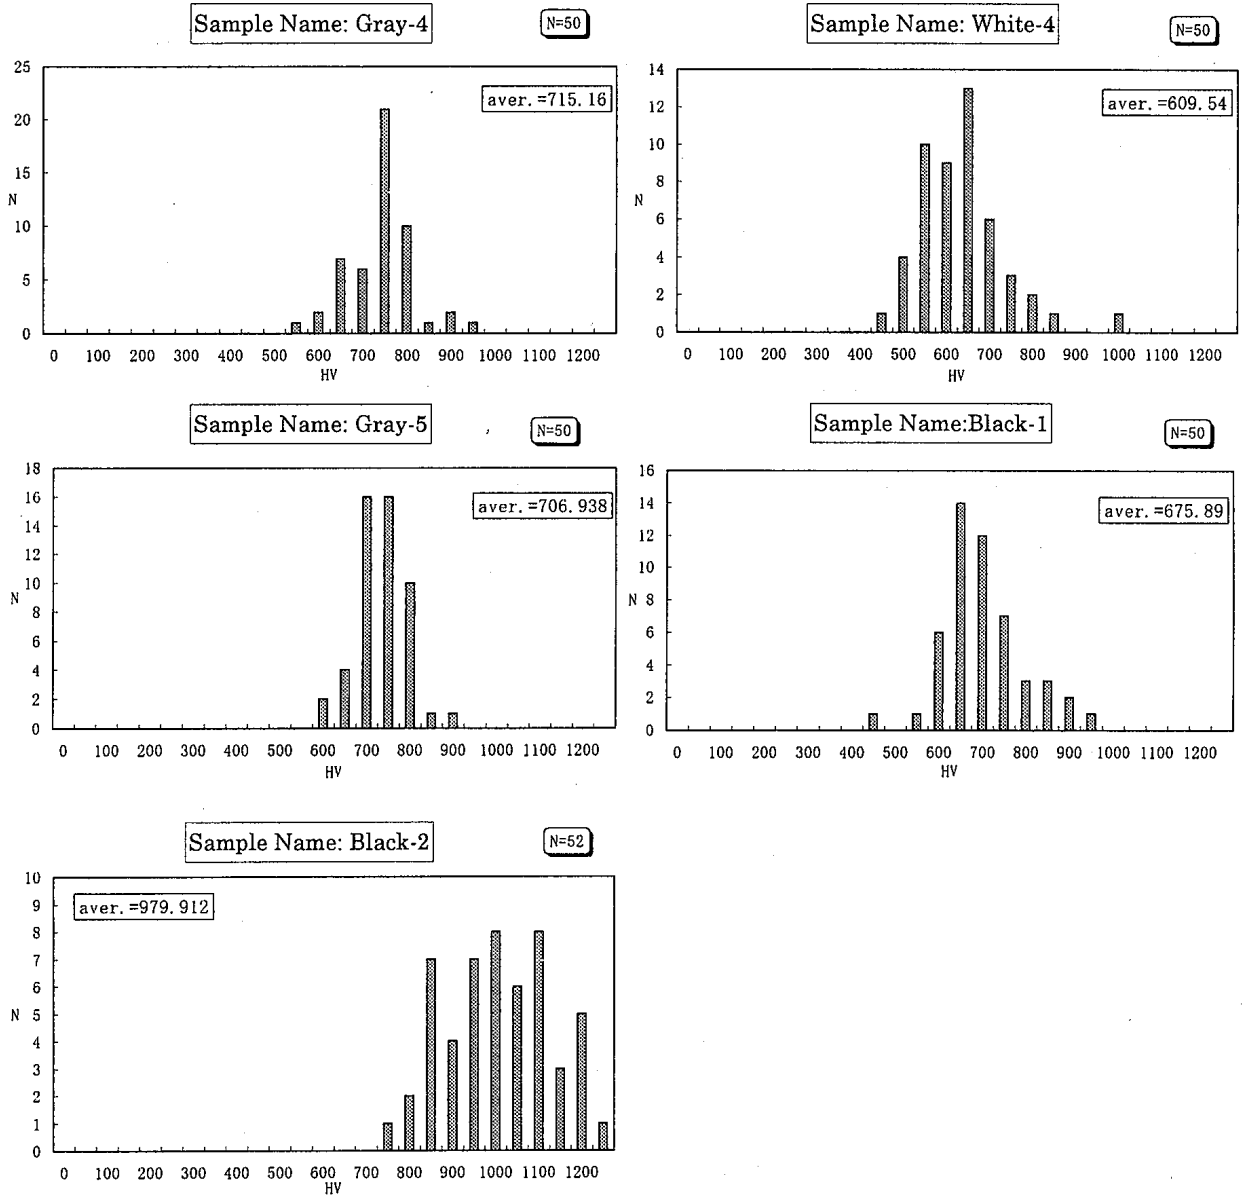 Sample Name: Gray-4
N=50
aver.=715.16
25
20
15
10
5
0
N
0 100 200 300 400 500 600 700 800 900 1000 1100 1200
HV
Sample Name: White-4
N=50
aver.=609.54
14
12
10
8
6
4
2
0
N
0 100 200 300 400 500 600 700 800 900 1000 1100 1200
HV
Sample Name: Gray-5
N=50
aver.=706.938
18
16
14
12
10
8
6
4
2
0
N
0 100 200 300 400 500 600 700 800 900 1000 1100 1200
HV
Sample Name:Black-1
N=50
aver.=675.89
16
14
12
10
8
6
4
2
0
N
0 100 200 300 400 500 600 700 800 900 1000 1100 1200
HV
Sample Name: Black-2
N=52
aver.=979.912
10
9
8
7
6
5
4
3
2
1
0
N
0 100 200 300 400 500 600 700 800 900 1000 1100 1200
HV